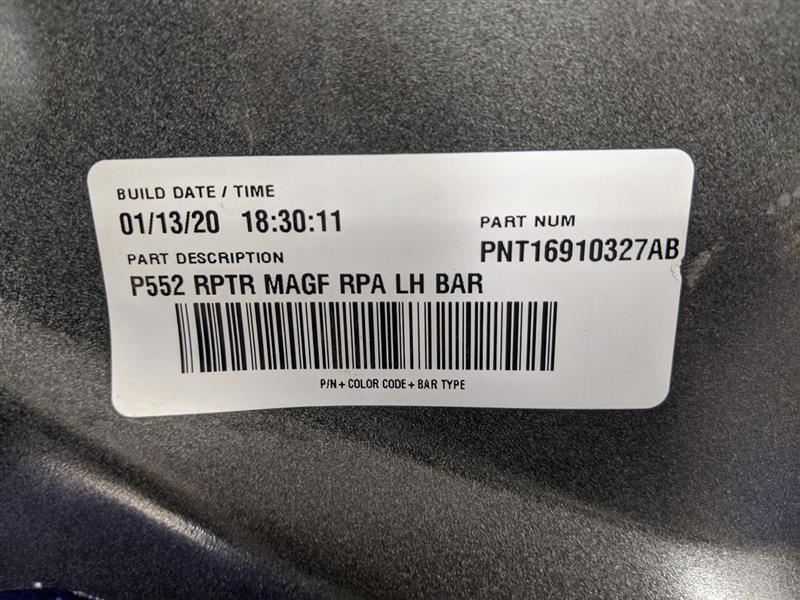 BUILD DATE / TIME
01/13/20 18:30:11
PART NUM
PNT16910327AB
PART DESCRIPTION
P552 RPTR MAGF RPA LH BAR
P/N + COLOR CODE + BAR TYPE